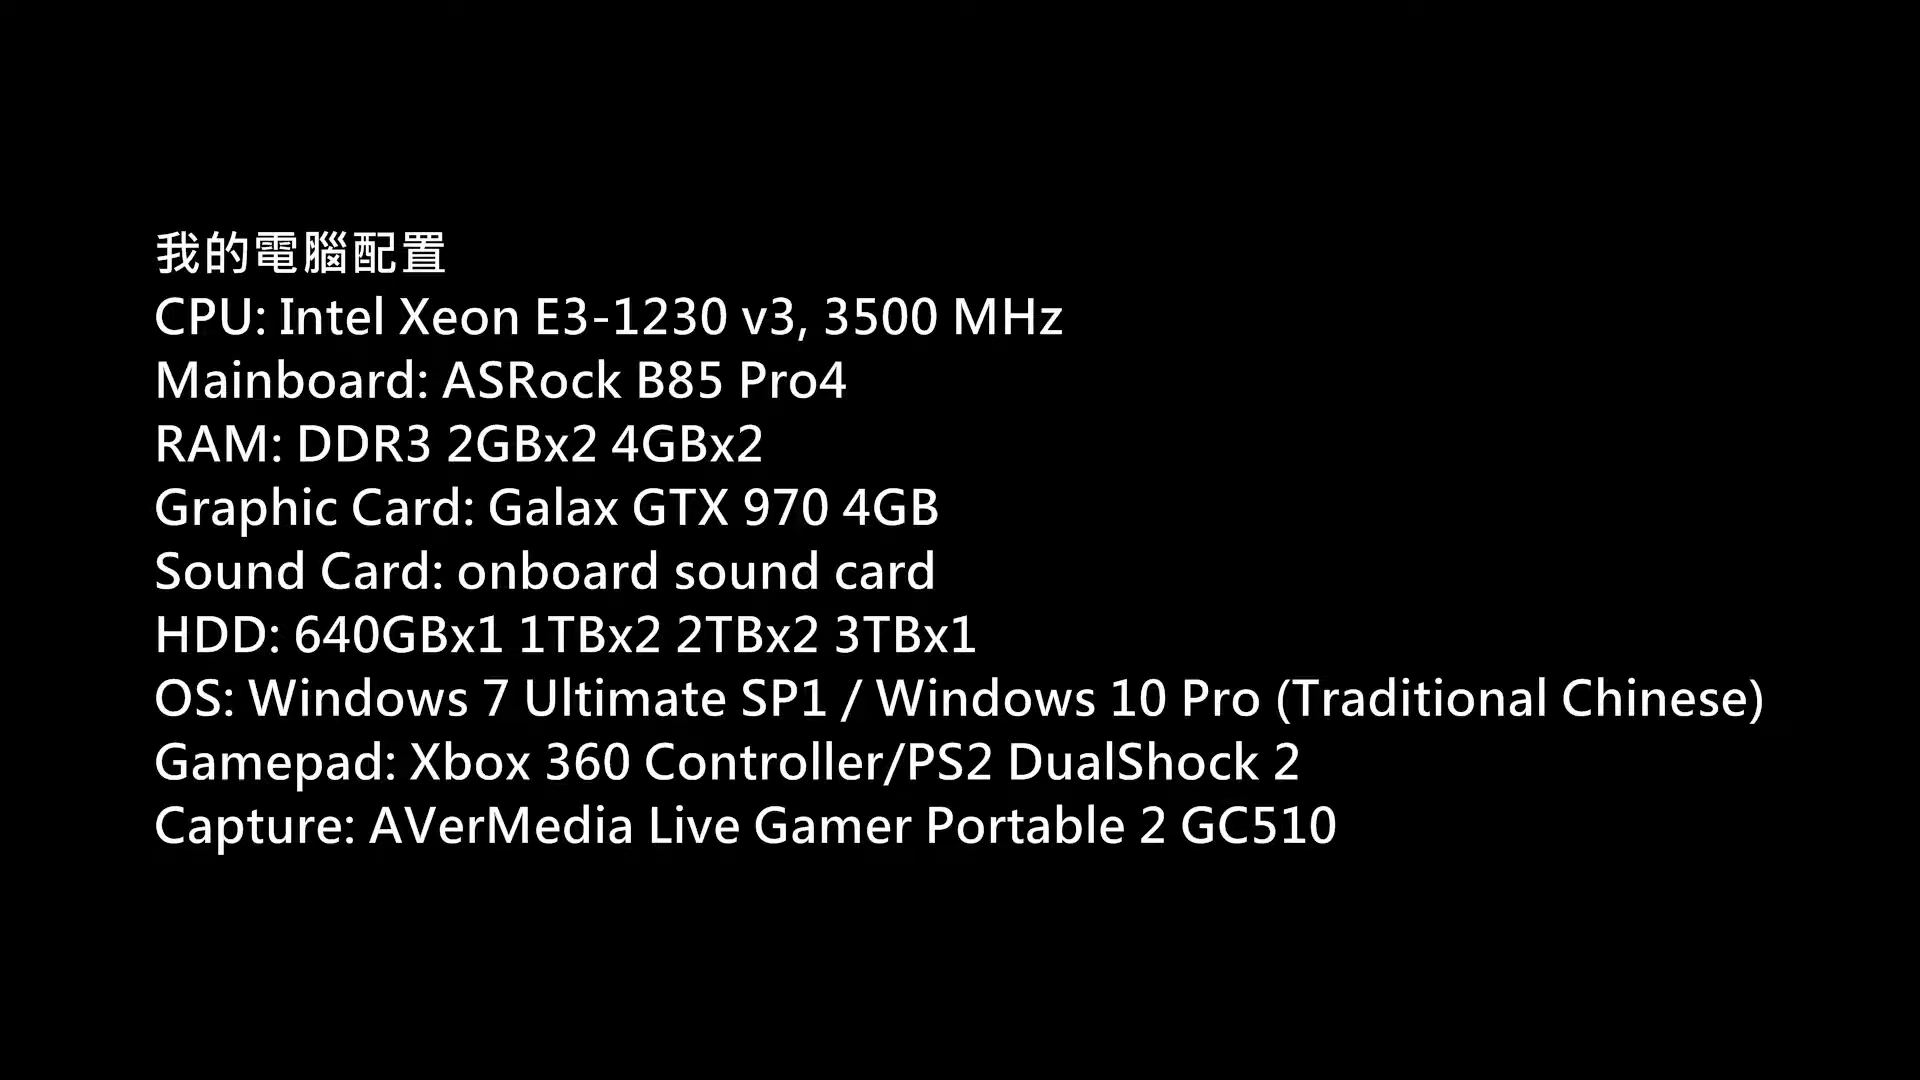 我的電腦配置
CPU: Intel Xeon E3-1230 v3, 3500 MHz
Mainboard: ASRock B85 Pro4
RAM: DDR3 2GBx2 4GBx2
Graphic Card: Galax GTX 970 4GB
Sound Card: onboard sound card
HDD: 640GBx1 1TBx2 2TBx2 3TBx1
OS: Windows 7 Ultimate SP1 / Windows 10 Pro (Traditional Chinese)
Gamepad: Xbox 360 Controller/PS2 DualShock 2
Capture: AVerMedia Live Gamer Portable 2 GC510